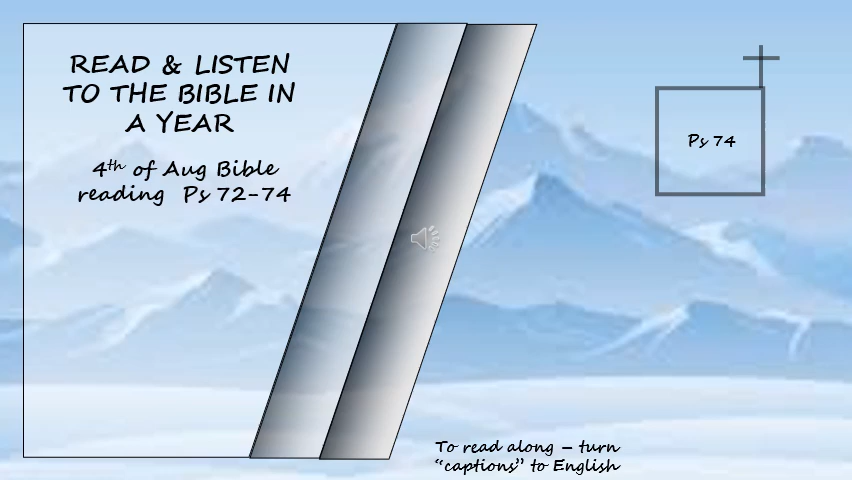 READ & LISTEN
TO THE BIBLE IN
A YEAR
4th of Aug Bible
reading Ps 72-74
Ps 74
To read along – turn
“captions” to English